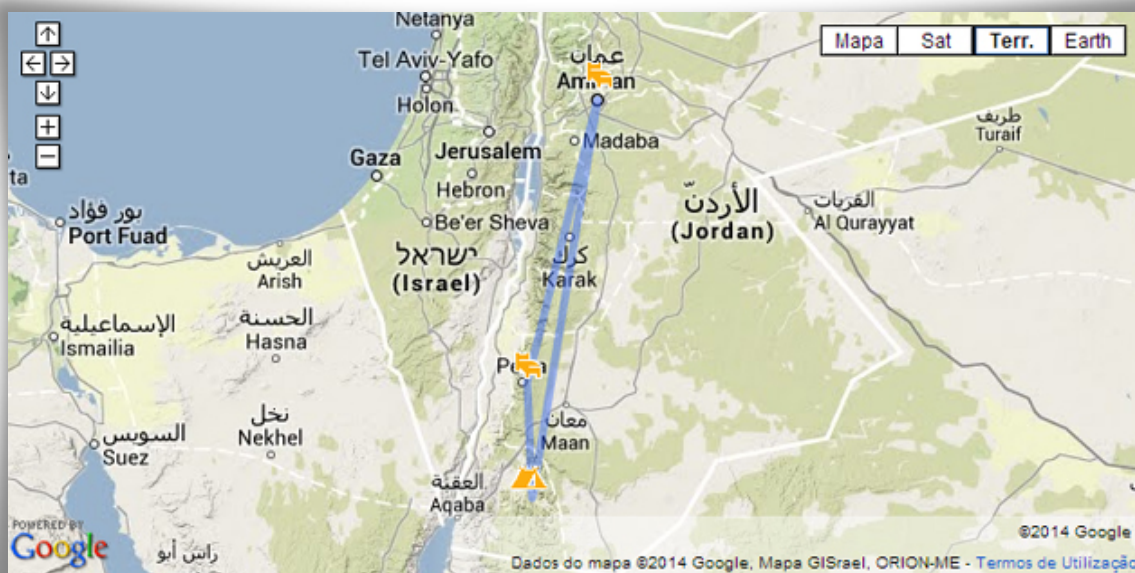 Netanya
Mapa
Sat
Terr.
Earth
عمان
Amman
Tel Aviv-Yafo
Holon
طريف
Turaif
Madaba
Jerusalem
Gaza
Hebron
ta
الأردنّ
(Jordan)
القريات
Al Qurayyat
بور فؤاد
Port Fuad
Be'er Sheva
ישראל
(Israel)
كرك
Karak
العريش
Arish
الإسماعيلية
Ismailia
الحسنة
Hasna
Petra
معان
Maan
نخل
Nekhel
السويس
Suez
العقبة
Aqaba
POWERED BY
Google
راس أبو
©2014 Google
Dados do mapa ©2014 Google, Mapa GISrael, ORION-ME - Termos de Utilização